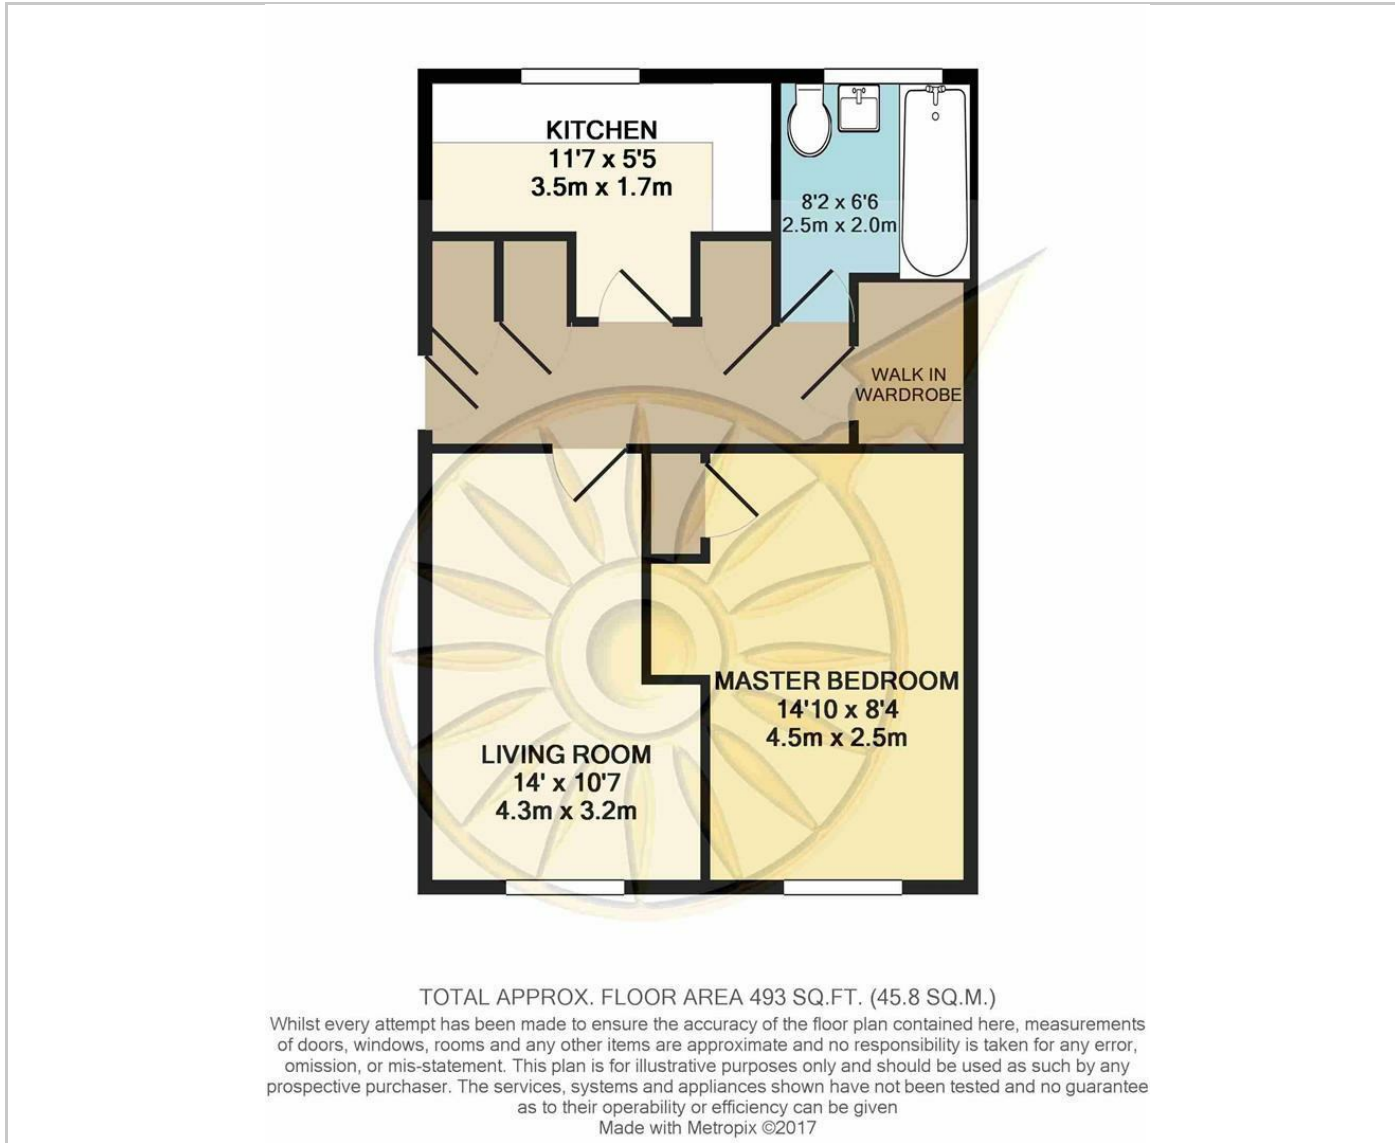 KITCHEN
11'7 x 5'5
3.5m x 1.7m
8'2 x 6'6
2.5m x 2.0m
WALK IN
WARDROBE
MASTER BEDROOM
14'10 x 8'4
4.5m x 2.5m
LIVING ROOM
14' x 10'7
4.3m x 3.2m
TOTAL APPROX. FLOOR AREA 493 SQ.FT. (45.8 SQ.M.)
Whilst every attempt has been made to ensure the accuracy of the floor plan contained here, measurements
of doors, windows, rooms and any other items are approximate and no responsibility is taken for any error,
omission, or mis-statement. This plan is for illustrative purposes only and should be used as such by any
prospective purchaser. The services, systems and appliances shown have not been tested and no guarantee
as to their operability or efficiency can be given
Made with Metropix ©2017